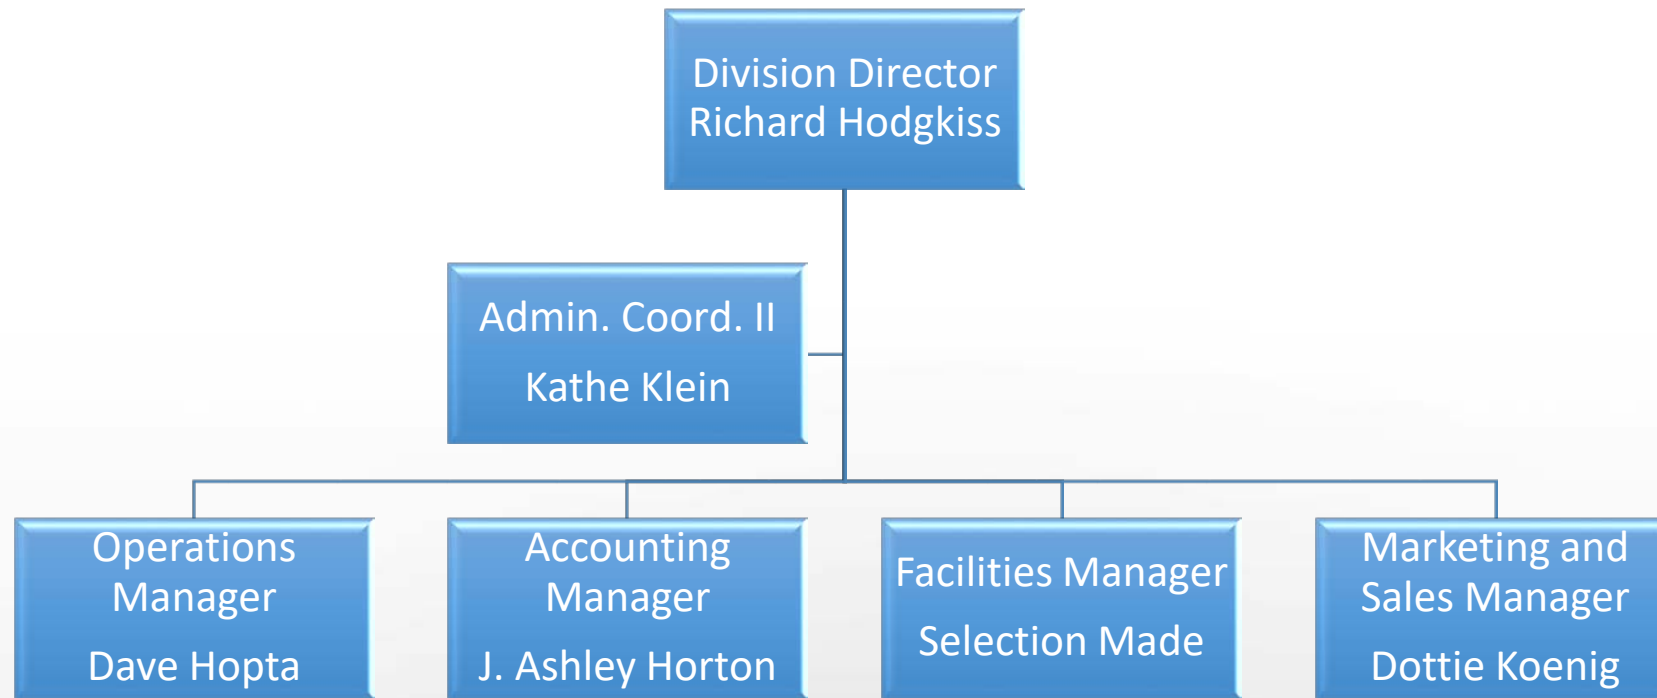 Division Director
Richard Hodgkiss
Admin. Coord. II
Kathe Klein
Operations
Manager
Dave Hopta
Accounting
Manager
J. Ashley Horton
Facilities Manager
Selection Made
Marketing and
Sales Manager
Dottie Koenig